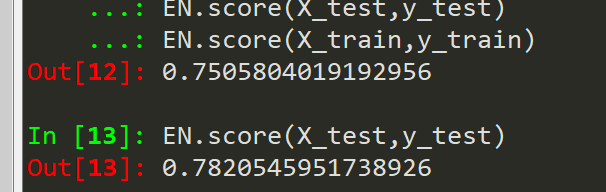 ...: EN.score(X_test,y_test)
...: EN.score(X_train,y_train)
Out[12]: 0.7505804019192956
In [13]: EN.score(X_test,y_test)
Out[13]: 0.7820545951738926